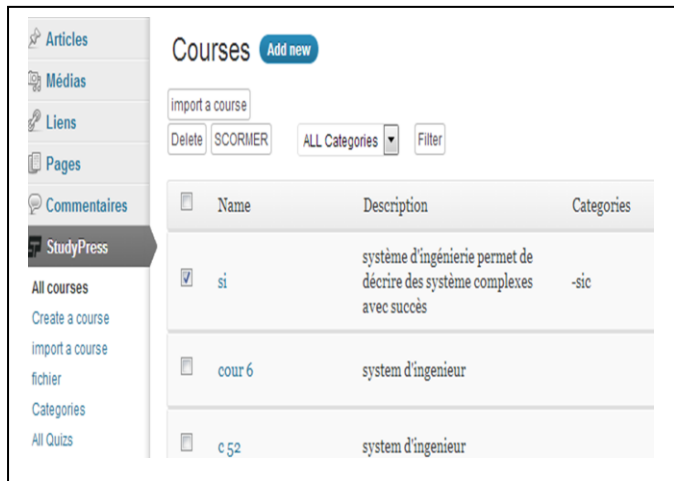 Articles
Médias
Liens
Pages
Commentaires
StudyPress
All courses
Create a course
import a course
fichier
Categories
All Quizs
Courses Add new
import a course
Delete SCORMER ALL Categories Filter
Name Description Categories
si système d'ingénierie permet de -sic
décrire des système complexes
avec succès
cour 6 system d'ingenieur
c 52 system d'ingenieur